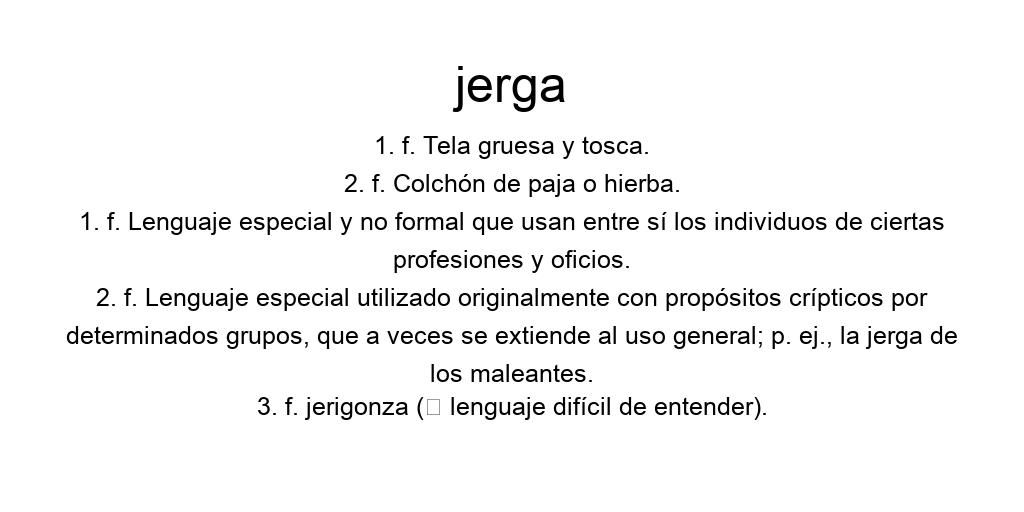 jerga
1. f. Tela gruesa y tosca.
2. f. Colchón de paja o hierba.
1. f. Lenguaje especial y no formal que usan entre sí los individuos de ciertas
profesiones y oficios.
2. f. Lenguaje especial utilizado originalmente con propósitos crípticos por
determinados grupos, que a veces se extiende al uso general; p. ej., la jerga de
los maleantes.
3. f. jerigonza (▯ lenguaje difícil de entender).